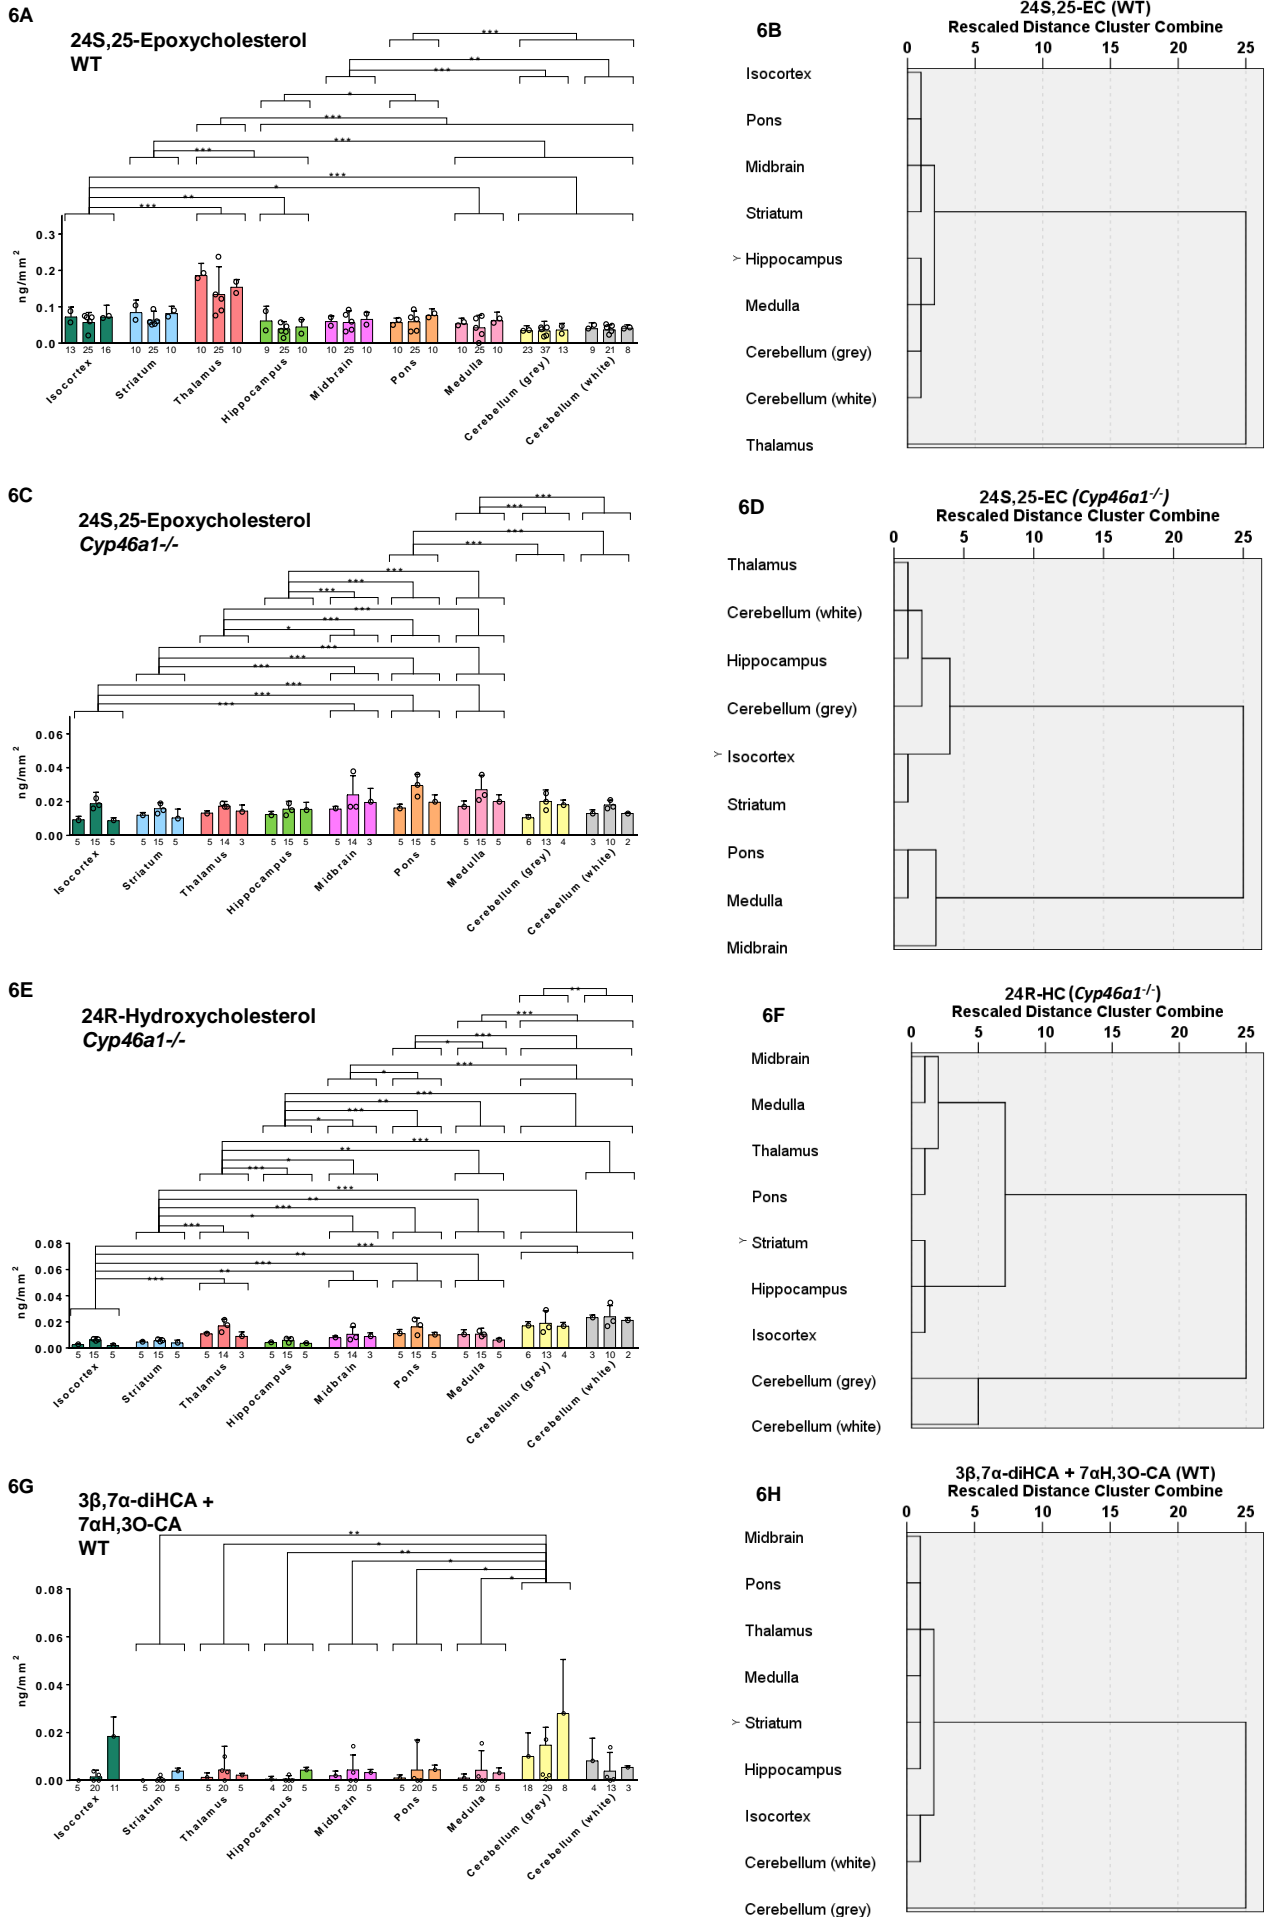 6A
24S,25-Epoxycholesterol
WT
***
**
***
*
***
***
***
***
*
**
***
ng/mm²
0.3
0.2
0.1
0.0
13 25 16 10 25 10 10 25 10 9 25 10 10 25 10 10 25 10 10 25 10 23 37 13 9 21 8
Isocortex
Striatum
Thalamus
Hippocampus
Midbrain
Pons
Medulla
Cerebellum (grey)
Cerebellum (white)
6B
24S,25-EC (WT)
Rescaled Distance Cluster Combine
0 5 10 15 20 25
Isocortex
Pons
Midbrain
Striatum
Y Hippocampus
Medulla
Cerebellum (grey)
Cerebellum (white)
Thalamus
6C
24S,25-Epoxycholesterol
Cyp46a1-/-
***
***
***
***
***
***
***
***
***
*
***
***
***
***
***
***
ng/mm²
0.06
0.04
0.02
0.00
5 15 5 5 15 5 5 14 3 5 15 5 5 14 3 5 15 5 5 15 5 6 13 4 3 10 2
Isocortex
Striatum
Thalamus
Hippocampus
Midbrain
Pons
Medulla
Cerebellum (grey)
Cerebellum (white)
6D
24S,25-EC (Cyp46a1-/-)
Rescaled Distance Cluster Combine
0 5 10 15 20 25
Thalamus
Cerebellum (white)
Hippocampus
Cerebellum (grey)
Y Isocortex
Striatum
Pons
Medulla
Midbrain
6E
24R-Hydroxycholesterol
Cyp46a1-/-
**
***
***
*
***
*
***
**
***
*
***
**
*
***
***
**
***
*
***
***
**
***
**
***
ng/mm²
0.08
0.06
0.04
0.02
0.00
5 15 5 5 15 5 5 14 3 5 15 5 5 14 3 5 15 5 5 15 5 6 13 4 3 10 2
Isocortex
Striatum
Thalamus
Hippocampus
Midbrain
Pons
Medulla
Cerebellum (grey)
Cerebellum (white)
6F
24R-HC (Cyp46a1-/-)
Rescaled Distance Cluster Combine
0 5 10 15 20 25
Midbrain
Medulla
Thalamus
Pons
Y Striatum
Hippocampus
Isocortex
Cerebellum (grey)
Cerebellum (white)
6G
3β,7α-diHCA +
7αH,3O-CA
WT
**
*
**
*
*
*
ng/mm²
0.08
0.06
0.04
0.02
0.00
5 20 11 5 20 5 5 20 5 4 20 5 5 20 5 5 20 5 5 20 5 18 29 8 4 13 3
Isocortex
Striatum
Thalamus
Hippocampus
Midbrain
Pons
Medulla
Cerebellum (grey)
Cerebellum (white)
6H
3β,7α-diHCA + 7αH,3O-CA (WT)
Rescaled Distance Cluster Combine
0 5 10 15 20 25
Midbrain
Pons
Thalamus
Medulla
Y Striatum
Hippocampus
Isocortex
Cerebellum (white)
Cerebellum (grey)